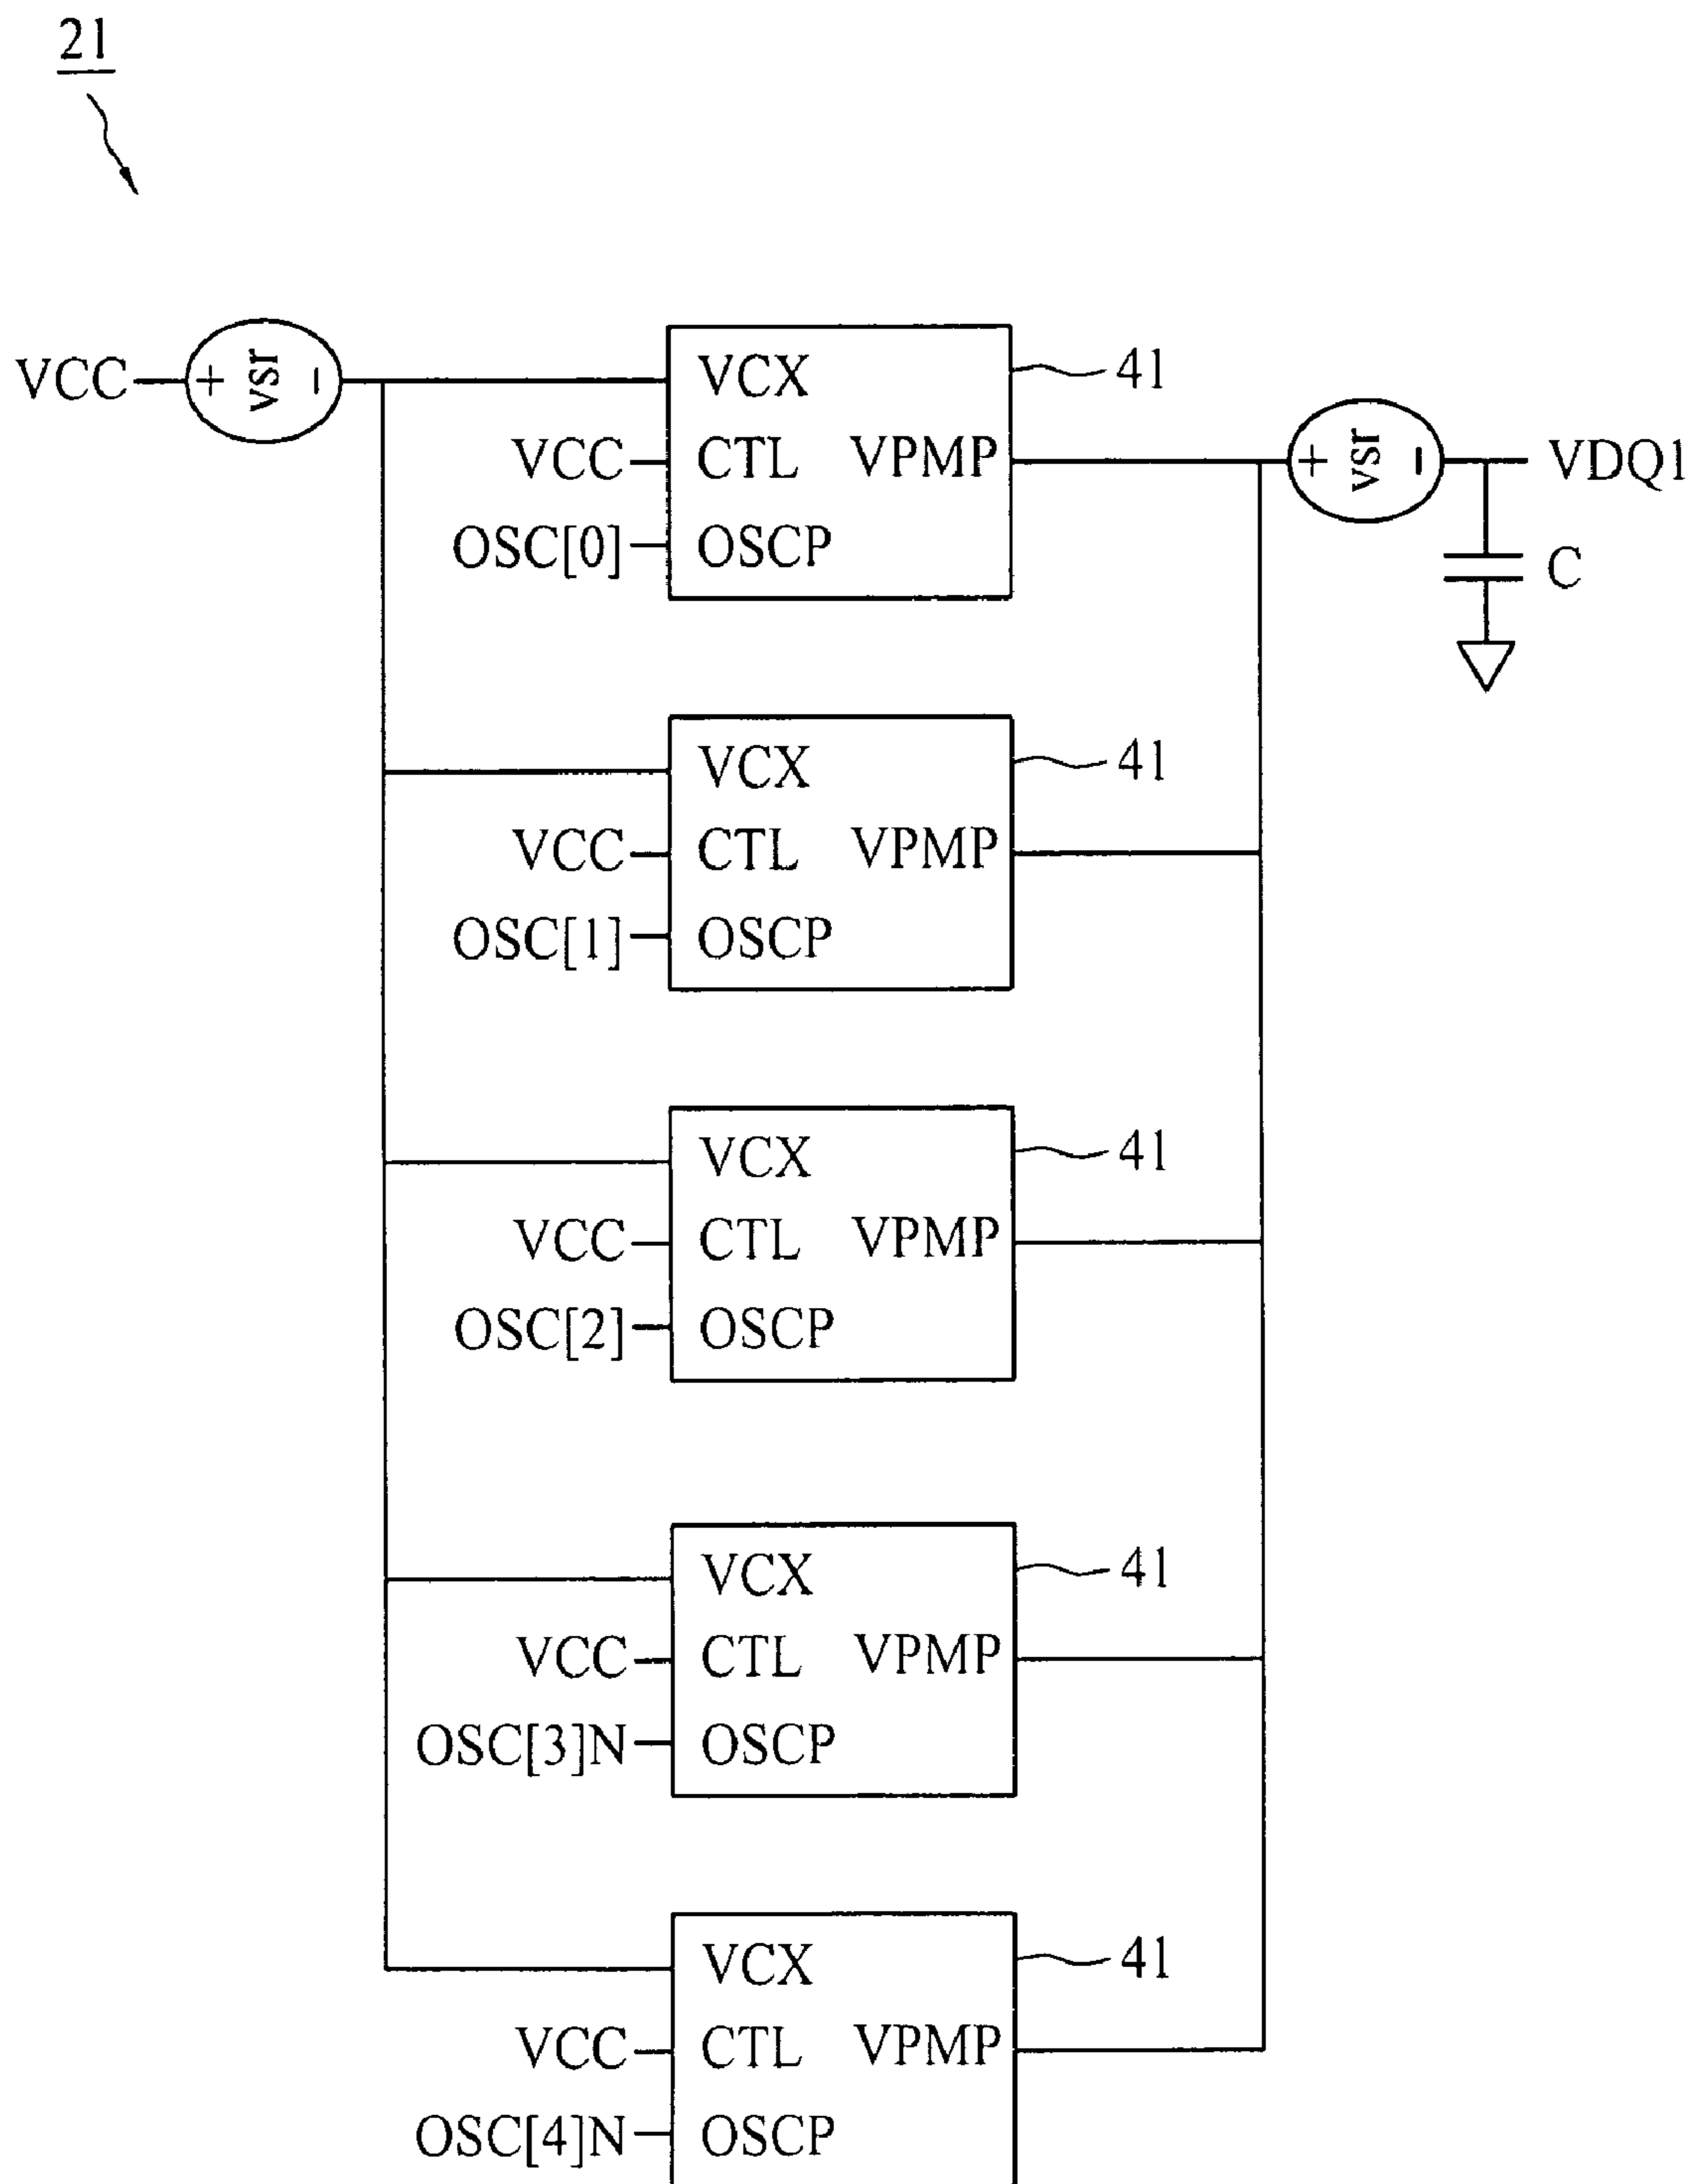 21
VCC + vsr - VCX 41
VCC CTL VPMP + vsr - VDQ1
OSC[0] OSCP C
VCX 41
VCC CTL VPMP
OSC[1] OSCP
VCX 41
VCC CTL VPMP
OSC[2] OSCP
VCX 41
VCC CTL VPMP
OSC[3]N OSCP
VCX 41
VCC CTL VPMP
OSC[4]N OSCP